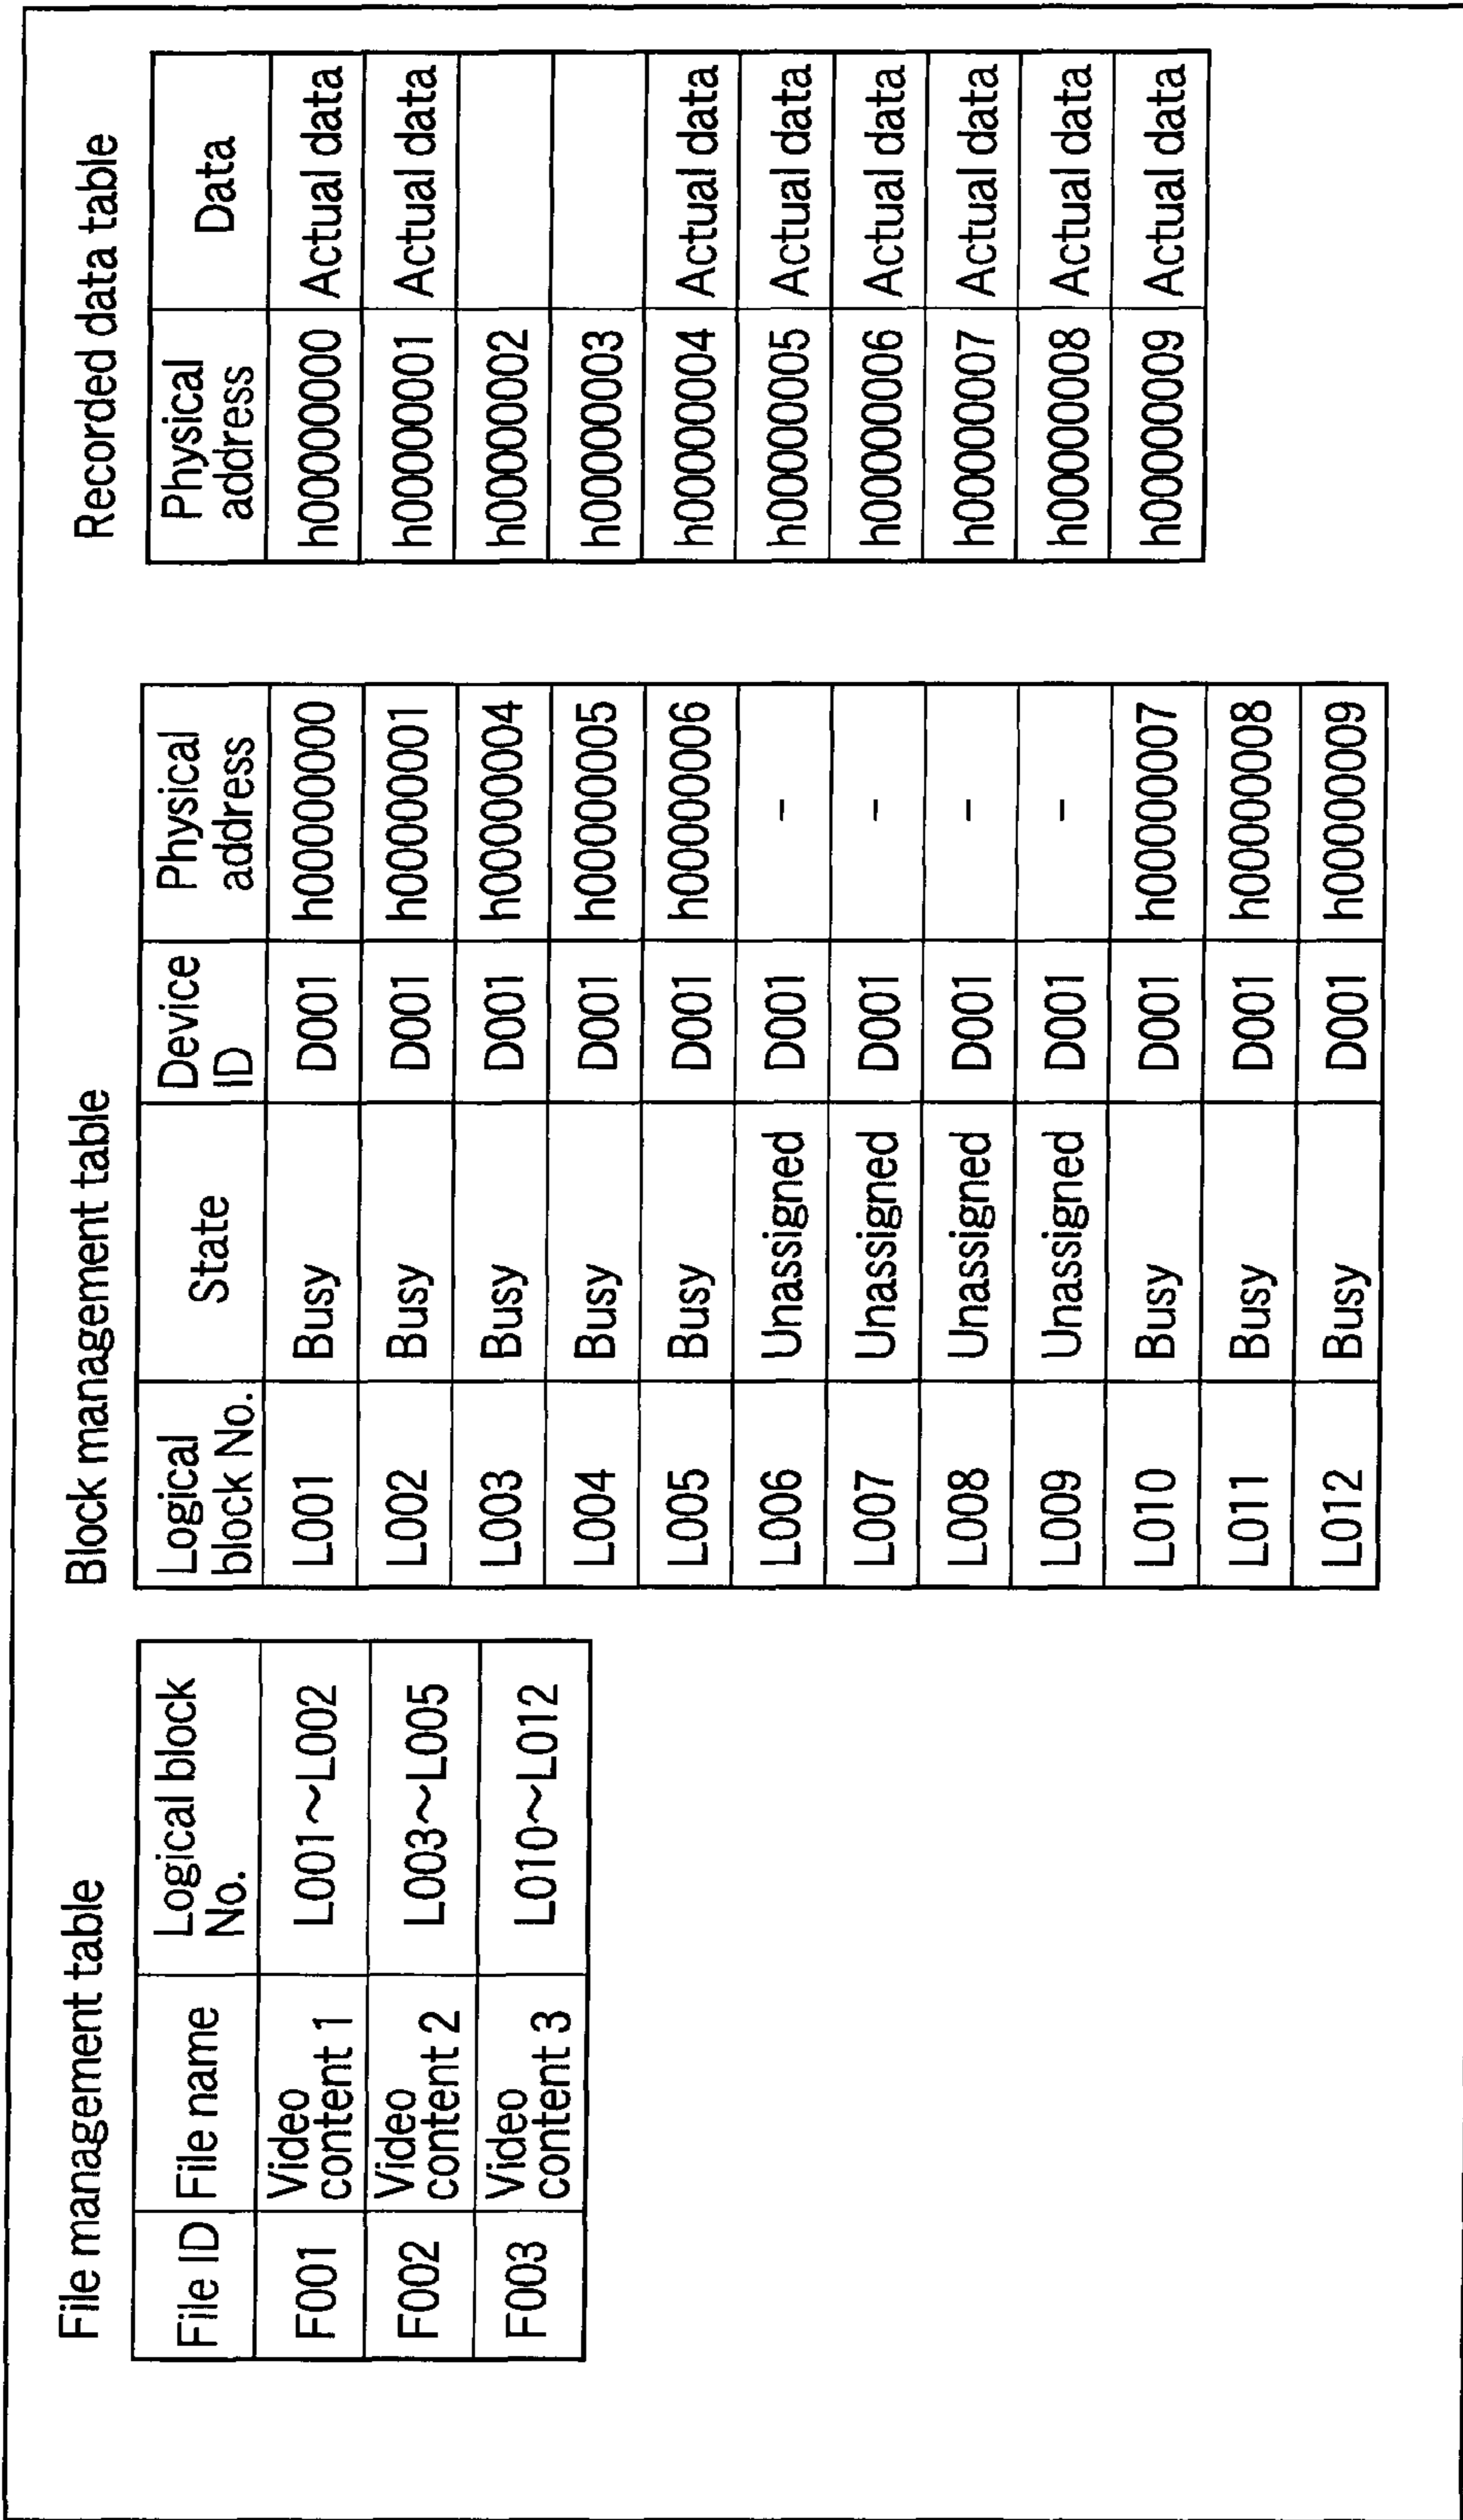 File management table
File ID File name Logical block
No.
F001 Video
content 1 L001~L002
F002 Video
content 2 L003~L005
F003 Video
content 3 L010~L012
Block management table
Logical
block No. State Device
ID Physical
address
L001 Busy D001 h00000000
L002 Busy D001 h00000001
L003 Busy D001 h00000004
L004 Busy D001 h00000005
L005 Busy D001 h00000006
L006 Unassigned D001 -
L007 Unassigned D001 -
L008 Unassigned D001 -
L009 Unassigned D001 -
L010 Busy D001 h00000007
L011 Busy D001 h00000008
L012 Busy D001 h00000009
Recorded data table
Physical
address Data
h00000000 Actual data
h00000001 Actual data
h00000002
h00000003
h00000004 Actual data
h00000005 Actual data
h00000006 Actual data
h00000007 Actual data
h00000008 Actual data
h00000009 Actual data